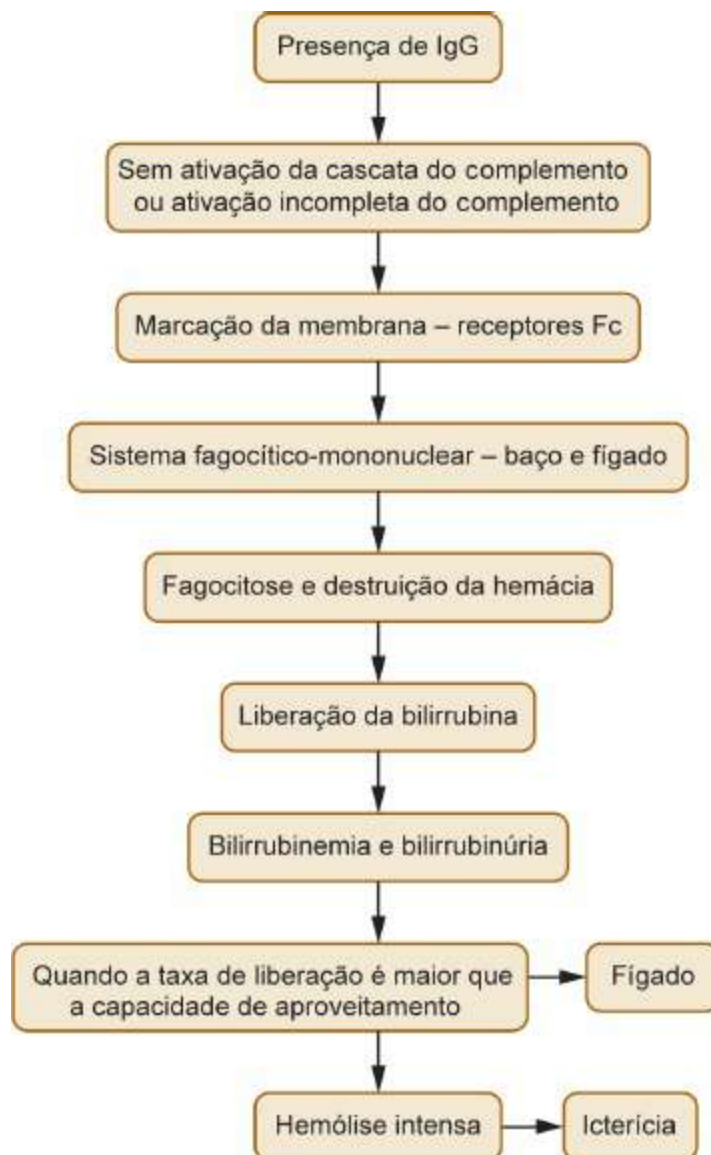 Presença de IgG
Sem ativação da cascata do complemento
ou ativação incompleta do complemento
Marcação da membrana – receptores Fc
Sistema fagocítico-mononuclear – baço e fígado
Fagocitose e destruição da hemácia
Liberação da bilirrubina
Bilirrubinemia e bilirrubinúria
Quando a taxa de liberação é maior que
a capacidade de aproveitamento
Fígado
Hemólise intensa
Icterícia